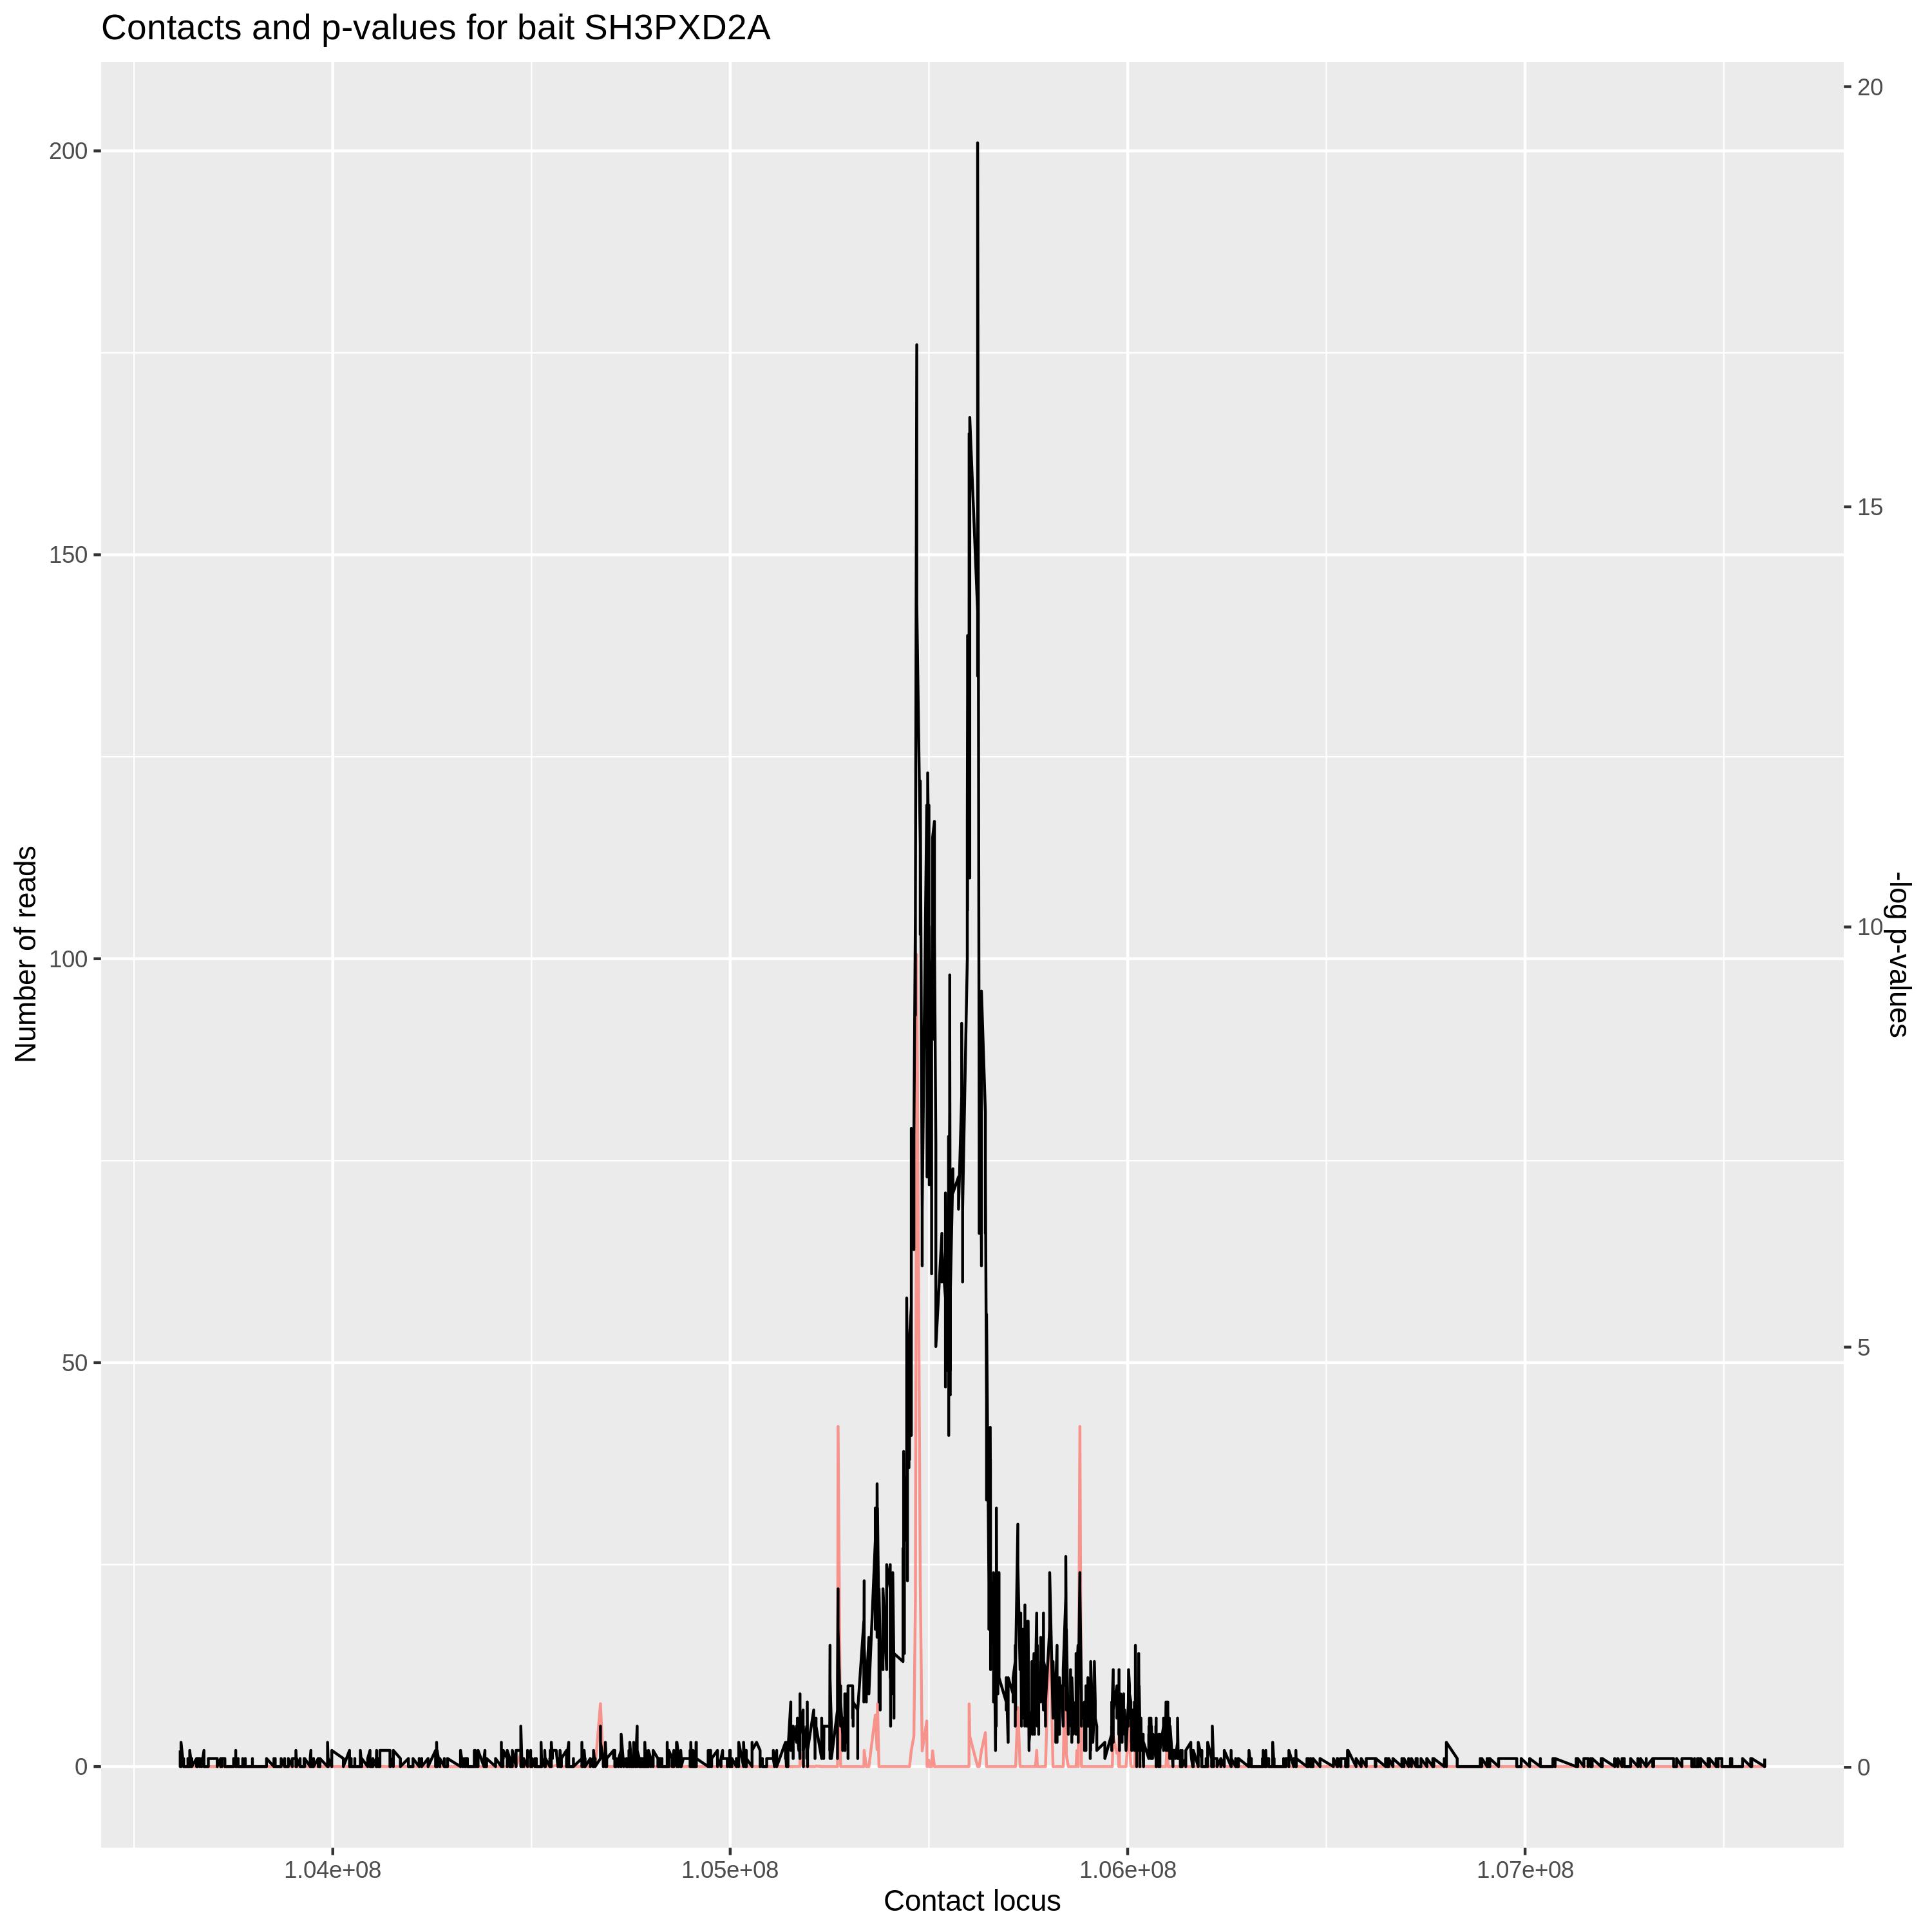 Contacts and p-values for bait SH3PXD2A
200
150
100
50
0
Number of reads
20
15
10
5
0
-log p-values
1.04e+08
1.05e+08
1.06e+08
1.07e+08
Contact locus